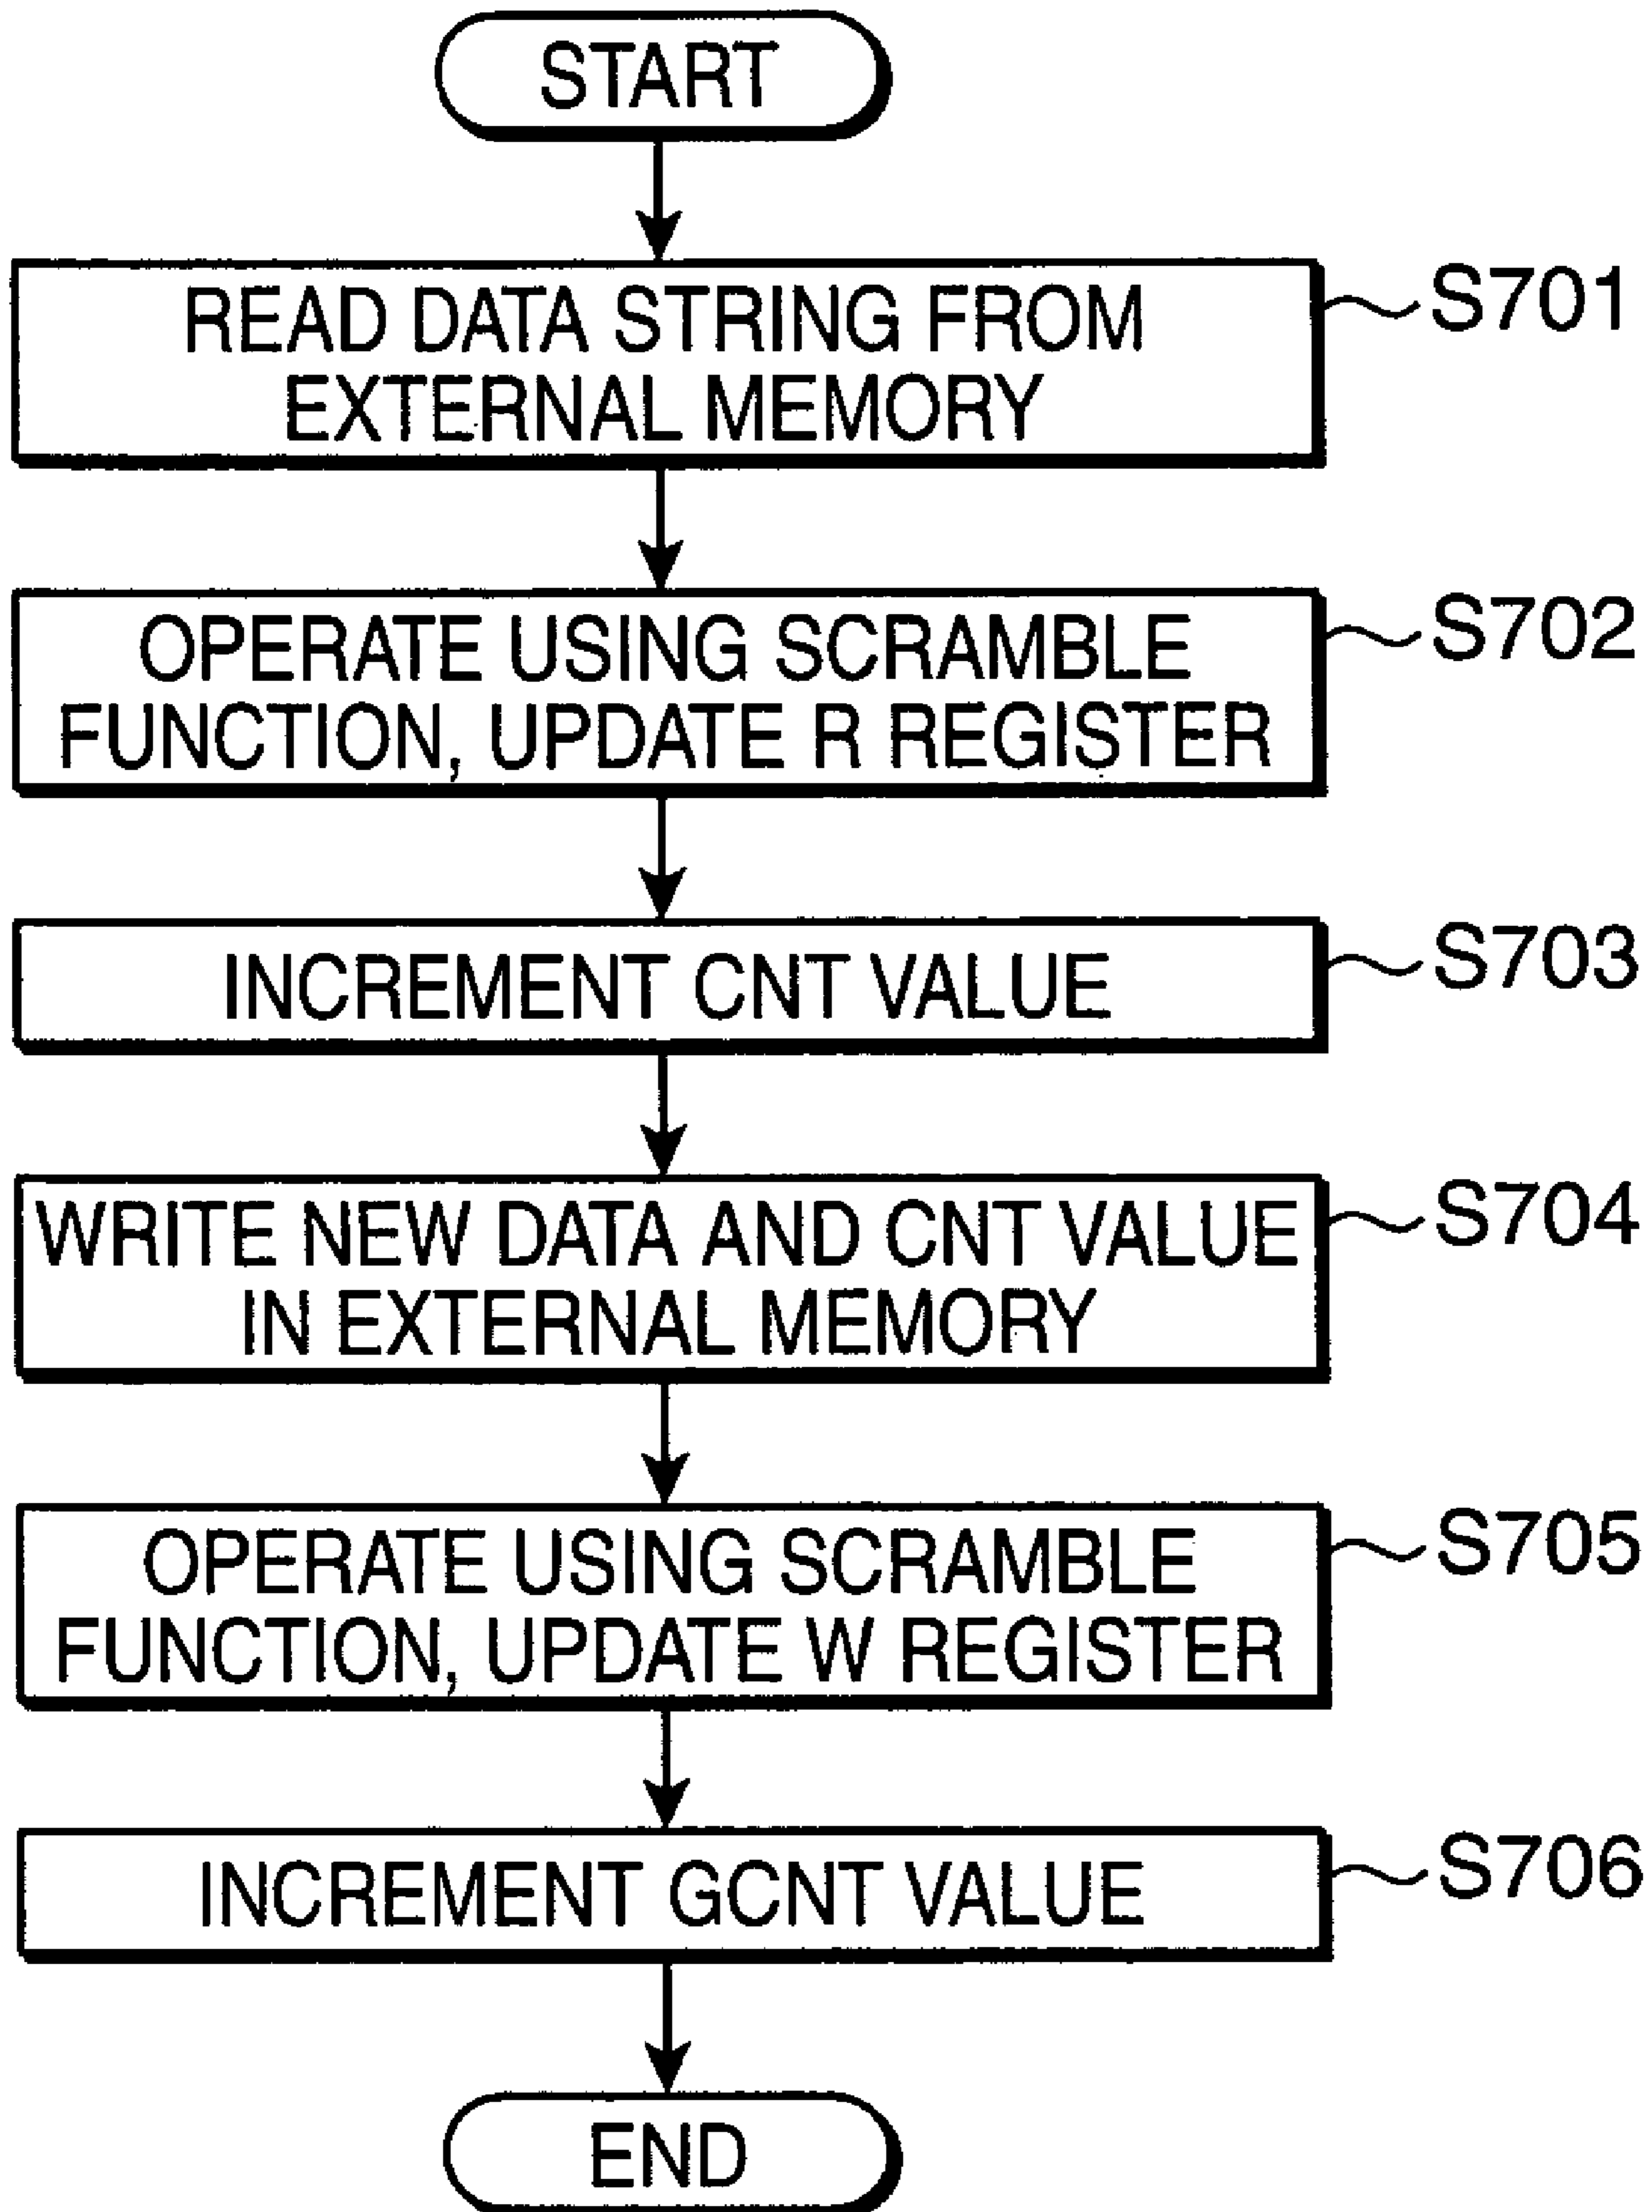 START
READ DATA STRING FROM
EXTERNAL MEMORY
S701
OPERATE USING SCRAMBLE
FUNCTION, UPDATE R REGISTER
S702
INCREMENT CNT VALUE
S703
WRITE NEW DATA AND CNT VALUE
IN EXTERNAL MEMORY
S704
OPERATE USING SCRAMBLE
FUNCTION, UPDATE W REGISTER
S705
INCREMENT GCNT VALUE
S706
END